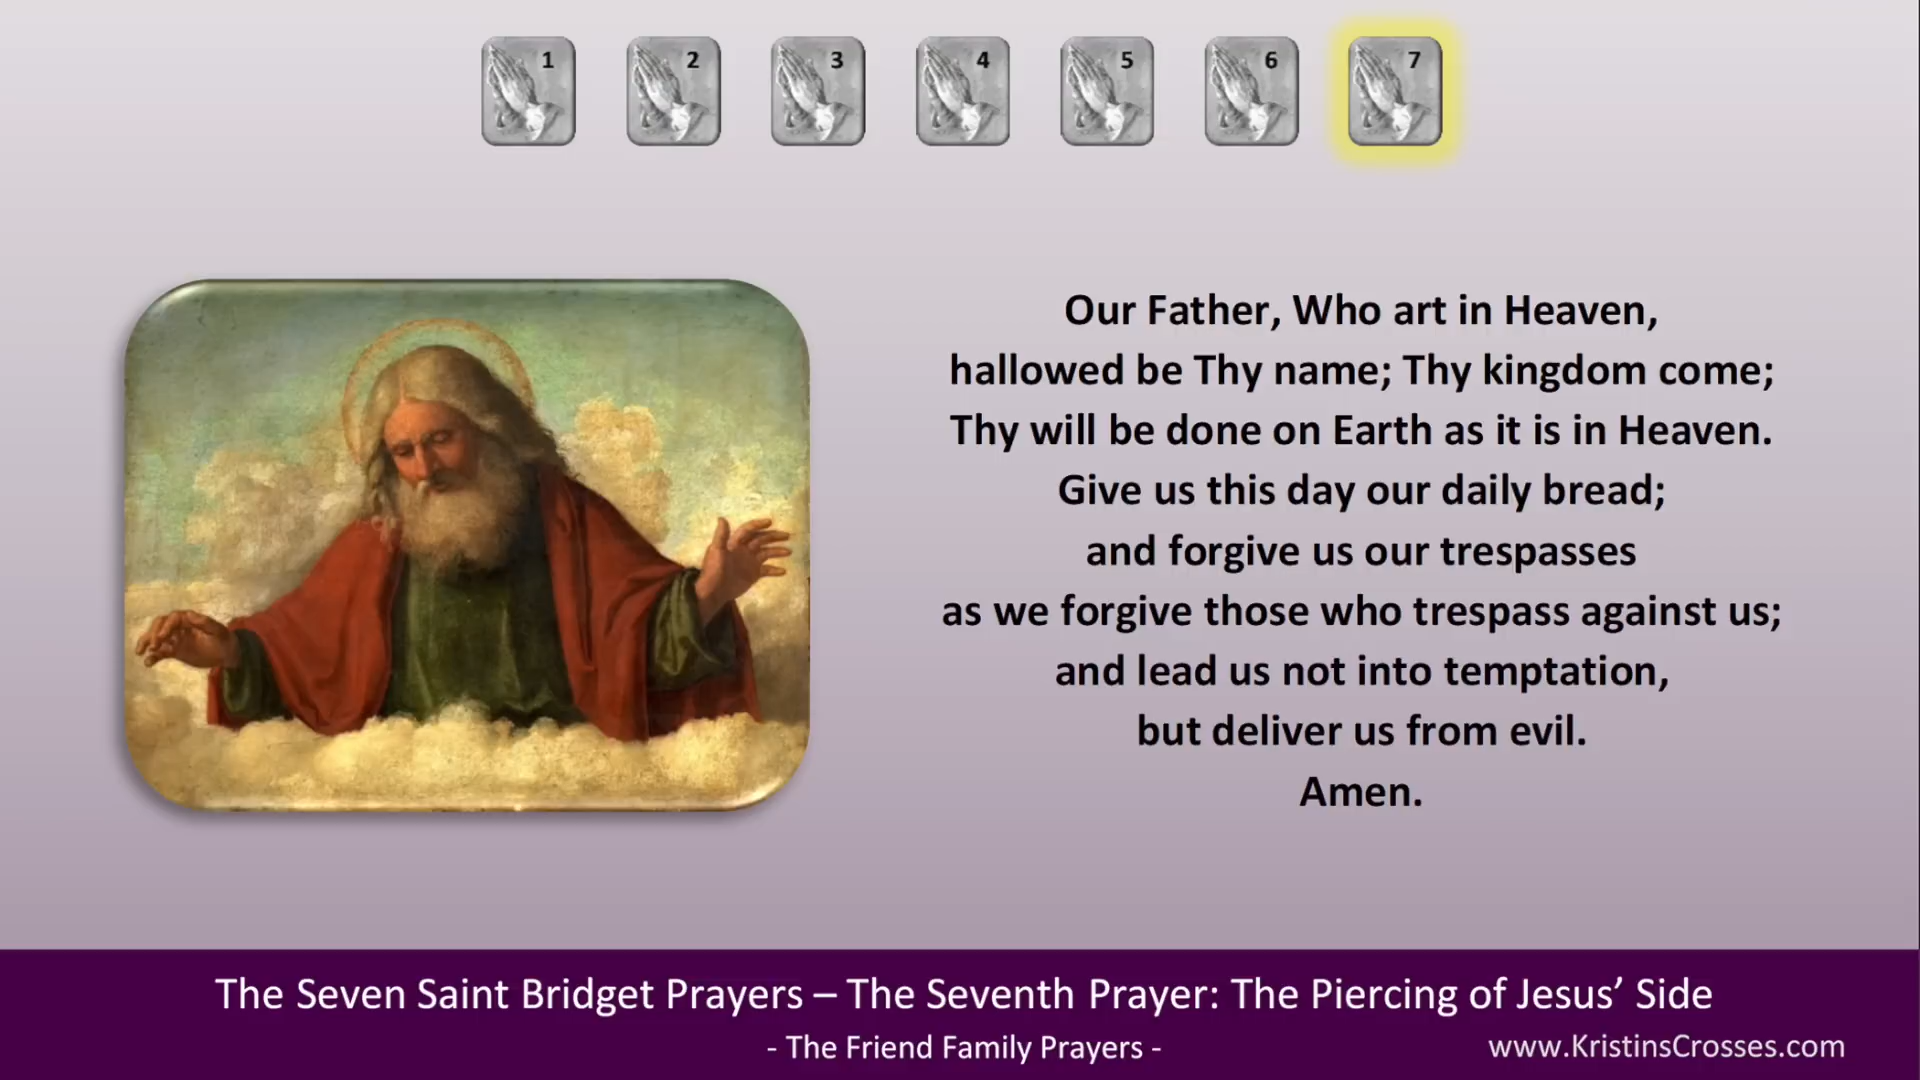 1 2 3 4 5 6 7
Our Father, Who art in Heaven,
hallowed be Thy name; Thy kingdom come;
Thy will be done on Earth as it is in Heaven.
Give us this day our daily bread;
and forgive us our trespasses
as we forgive those who trespass against us;
and lead us not into temptation,
but deliver us from evil.
Amen.
The Seven Saint Bridget Prayers – The Seventh Prayer: The Piercing of Jesus’ Side
- The Friend Family Prayers -
www.KristinsCrosses.com